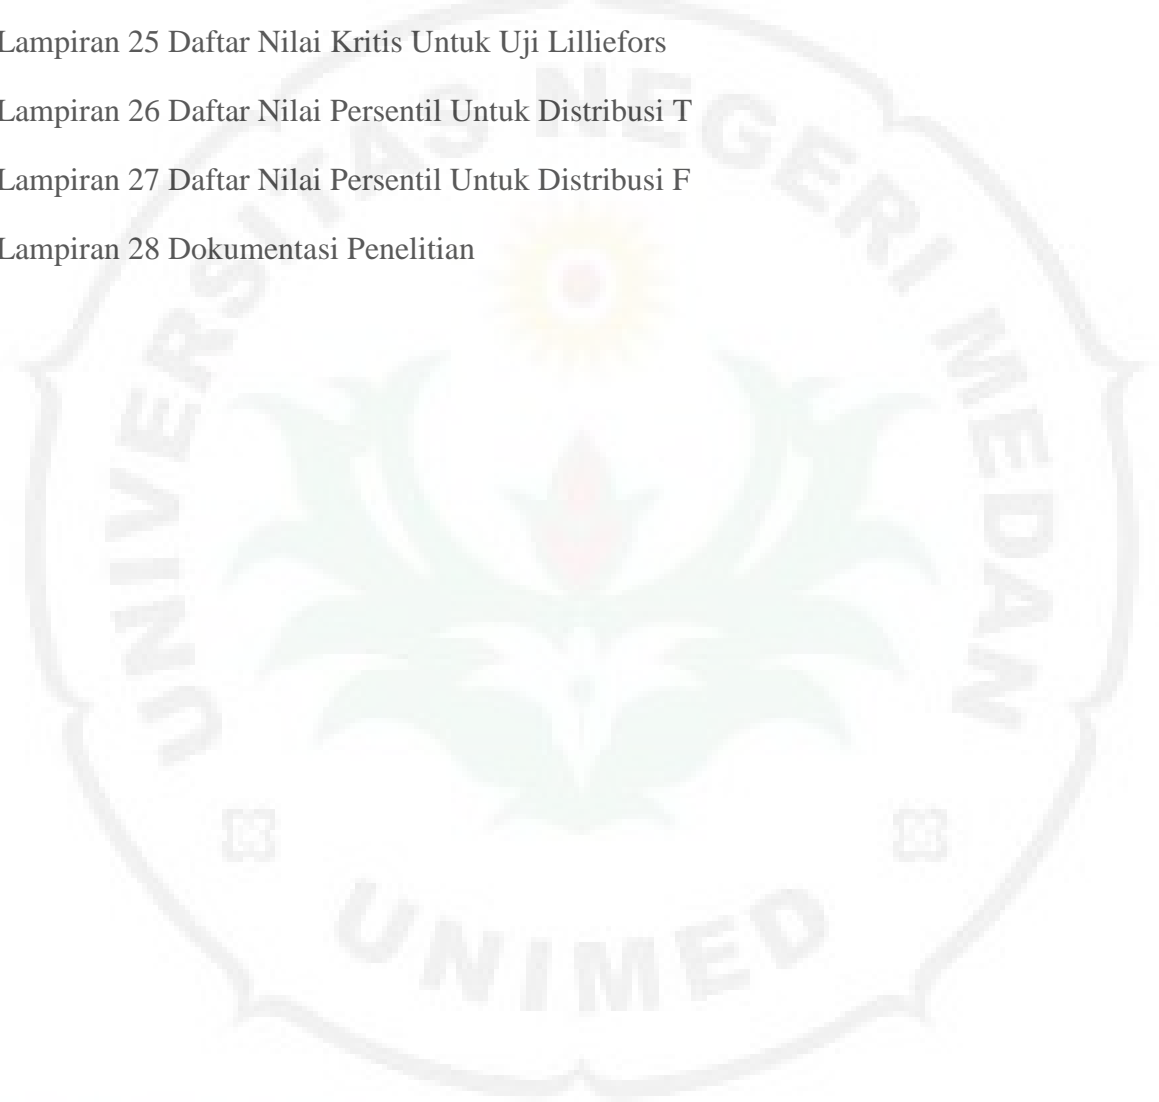 Lampiran 25 Daftar Nilai Kritis Untuk Uji Lilliefors
Lampiran 26 Daftar Nilai Persentil Untuk Distribusi T
Lampiran 27 Daftar Nilai Persentil Untuk Distribusi F
Lampiran 28 Dokumentasi Penelitian
UNIVERSITAS NEGERI MEDAN
UNIMED